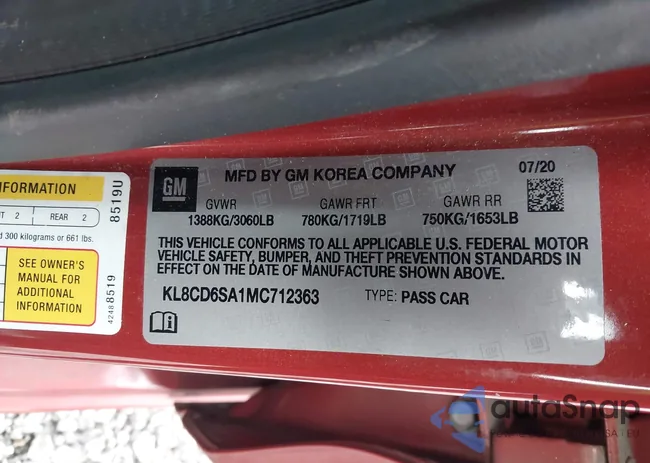 GM
MFD BY GM KOREA COMPANY
07/20
GVWR
GAWR FRT
GAWR RR
1388KG/3060LB
780KG/1719LB
750KG/1653LB
THIS VEHICLE CONFORMS TO ALL APPLICABLE U.S. FEDERAL MOTOR
VEHICLE SAFETY, BUMPER, AND THEFT PREVENTION STANDARDS IN
EFFECT ON THE DATE OF MANUFACTURE SHOWN ABOVE.
KL8CD6SA1MC712363
TYPE: PASS CAR
INFORMATION
2
REAR 2
300 kilograms or 661 lbs.
SEE OWNER'S
MANUAL FOR
ADDITIONAL
INFORMATION
8519U
42488519
autoSnap